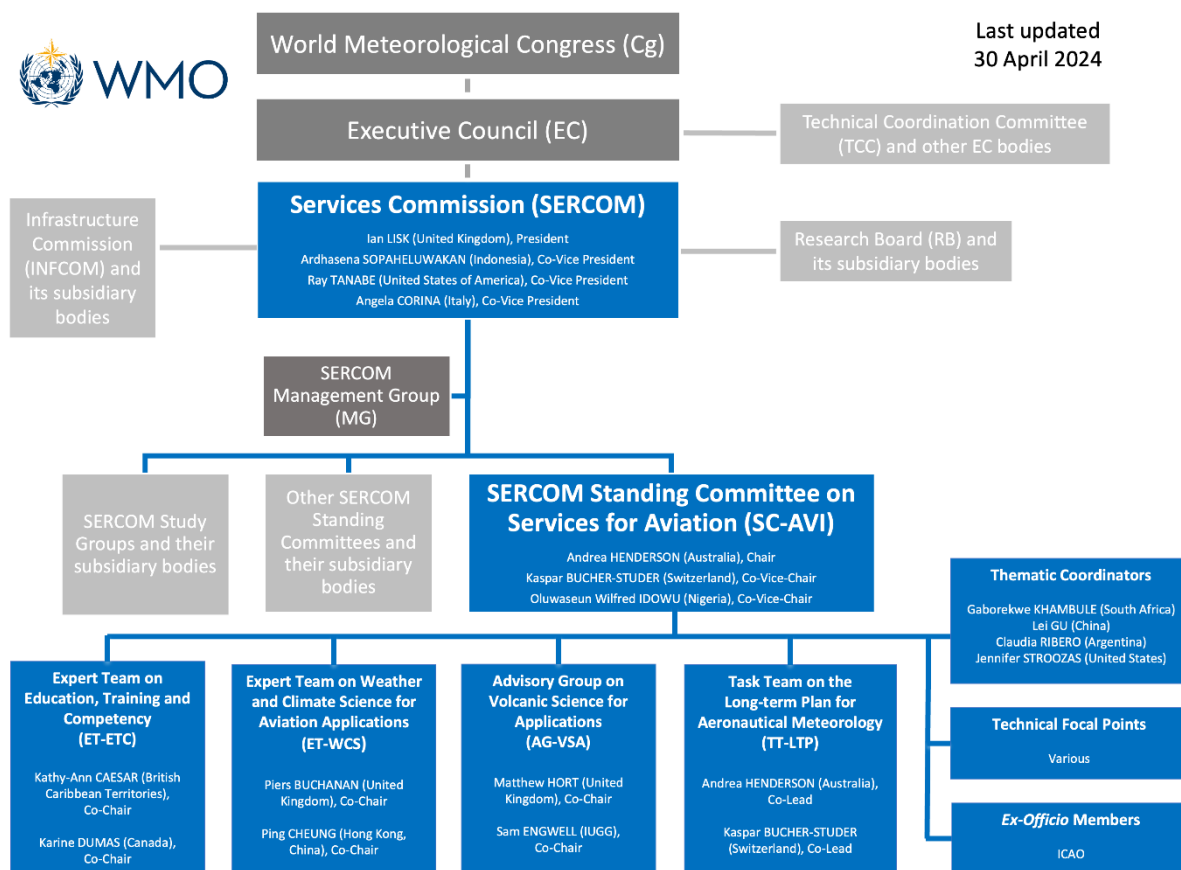 World Meteorological Congress (Cg)
Last updated
30 April 2024
WMO
Executive Council (EC)
Technical Coordination Committee
(TCC) and other EC bodies
Services Commission (SERCOM)
Ian LISK (United Kingdom), President
Ardhasena SOPAHELUWAKAN (Indonesia), Co-Vice President
Ray TANABE (United States of America), Co-Vice President
Angela CORINA (Italy), Co-Vice President
Infrastructure
Commission
(INFCOM) and
its subsidiary
bodies
Research Board (RB) and
its subsidiary bodies
SERCOM
Management Group
(MG)
SERCOM Study
Groups and their
subsidiary bodies
Other SERCOM
Standing
Committees and
their subsidiary
bodies
SERCOM Standing Committee on
Services for Aviation (SC-AVI)
Andrea HENDERSON (Australia), Chair
Kaspar BUCHER-STUDER (Switzerland), Co-Vice-Chair
Oluwaseun Wilfred IDOWU (Nigeria), Co-Vice-Chair
Thematic Coordinators
Gaborekwe KHAMBULE (South Africa)
Lei GU (China)
Claudia RIBERO (Argentina)
Jennifer STROOZAS (United States)
Expert Team on
Education, Training and
Competency
(ET-ETC)
Kathy-Ann CAESAR (British
Caribbean Territories),
Co-Chair
Karine DUMAS (Canada),
Co-Chair
Expert Team on Weather
and Climate Science for
Aviation Applications
(ET-WCS)
Piers BUCHANAN (United
Kingdom), Co-Chair
Ping CHEUNG (Hong Kong,
China), Co-Chair
Advisory Group on
Volcanic Science for
Applications
(AG-VSA)
Matthew HORT (United
Kingdom), Co-Chair
Sam ENGWELL (IUGG),
Co-Chair
Task Team on the
Long-term Plan for
Aeronautical Meteorology
(TT-LTP)
Andrea HENDERSON (Australia),
Co-Lead
Kaspar BUCHER-STUDER
(Switzerland), Co-Lead
Technical Focal Points
Various
Ex-Officio Members
ICAO